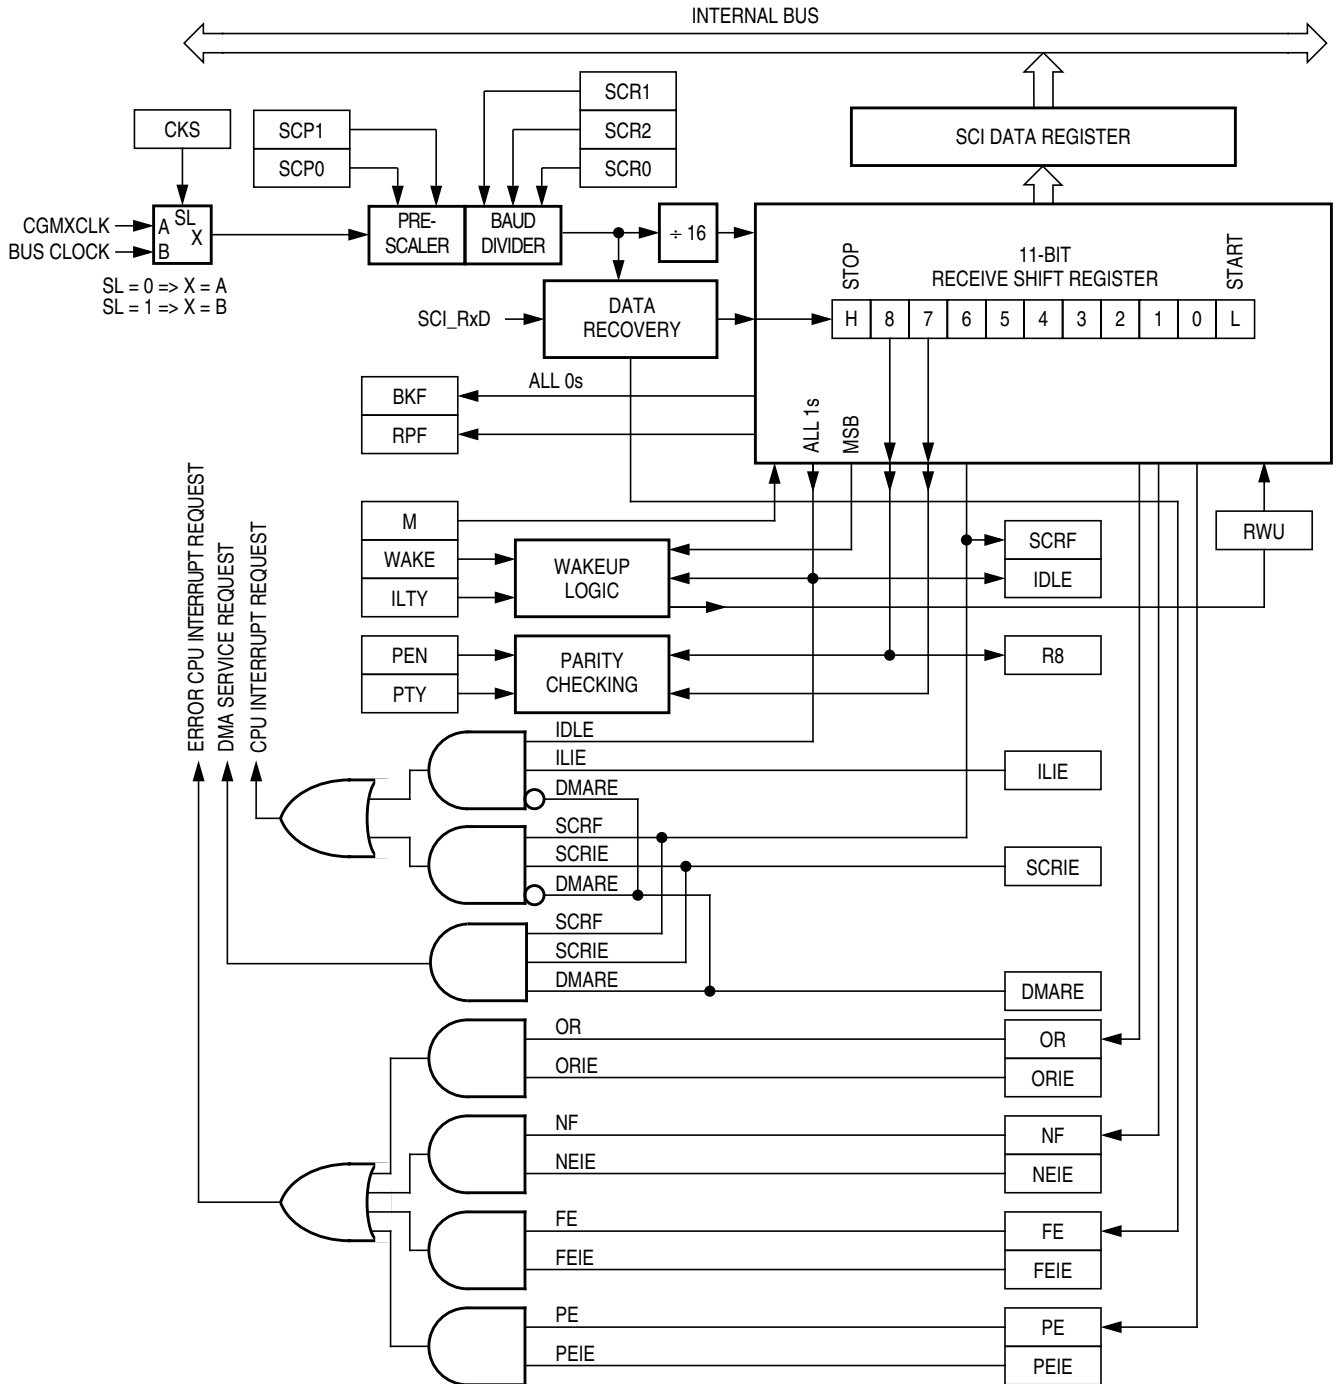 INTERNAL BUS
SCR1
SCR2
SCR0
CKS
SCP1
SCP0
SCI DATA REGISTER
CGMXCLK
BUS CLOCK
A
B
SL
X
SL = 0 => X = A
SL = 1 => X = B
PRE-
SCALER
BAUD
DIVIDER
÷ 16
STOP
11-BIT
RECEIVE SHIFT REGISTER
START
SCI_RxD
DATA
RECOVERY
H 8 7 6 5 4 3 2 1 0 L
ALL 0s
BKF
RPF
ALL 1s
MSB
M
WAKE
ILTY
WAKEUP
LOGIC
SCRF
IDLE
RWU
PEN
PTY
PARITY
CHECKING
R8
ERROR CPU INTERRUPT REQUEST
DMA SERVICE REQUEST
CPU INTERRUPT REQUEST
IDLE
ILIE
DMARE
ILIE
SCRF
SCRIE
DMARE
SCRIE
SCRF
SCRIE
DMARE
DMARE
OR
ORIE
OR
ORIE
NF
NEIE
NF
NEIE
FE
FEIE
FE
FEIE
PE
PEIE
PE
PEIE